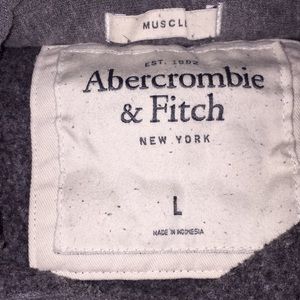 MUSCLE
EST. 1892
Abercrombie
& Fitch
NEW YORK
L
MADE IN INDONESIA